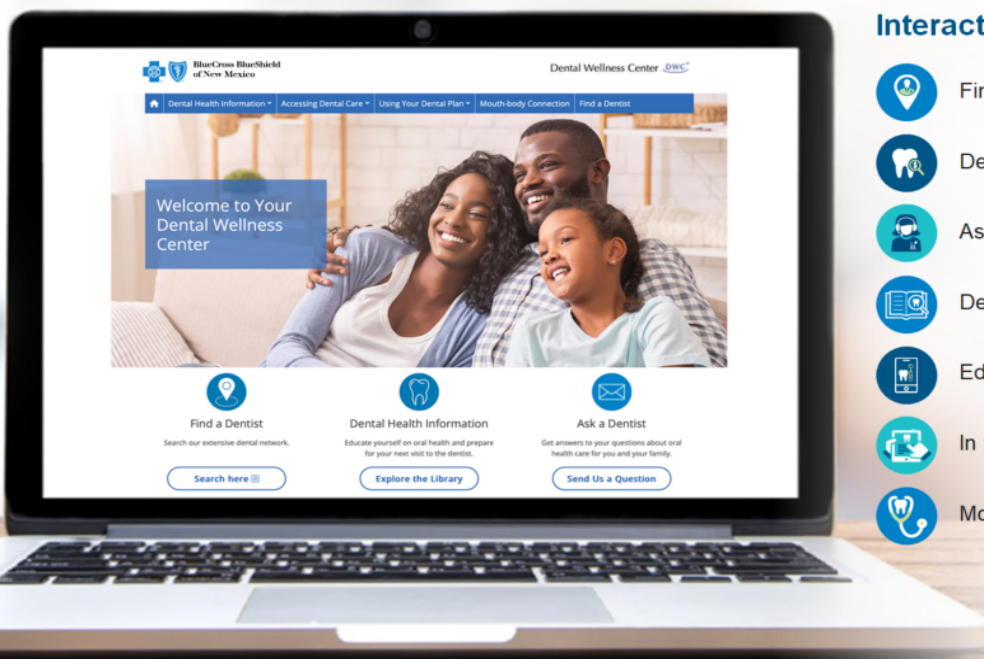 BlueCross BlueShield
of New Mexico
Dental Wellness Center DWC
Dental Health Information Accessing Dental Care Using Your Dental Plan Mouth-body Connection Find a Dentist
Welcome to Your
Dental Wellness
Center
Find a Dentist
Dental Health Information
Ask a Dentist
Search our extensive dental network.
Educate yourself on oral health and prepare
for your next visit to the dentist.
Get answers to your questions about oral
health care for you and your family.
Search here
Explore the Library
Send Us a Question
Interact
Fi
De
As
De
Ed
In
Mo